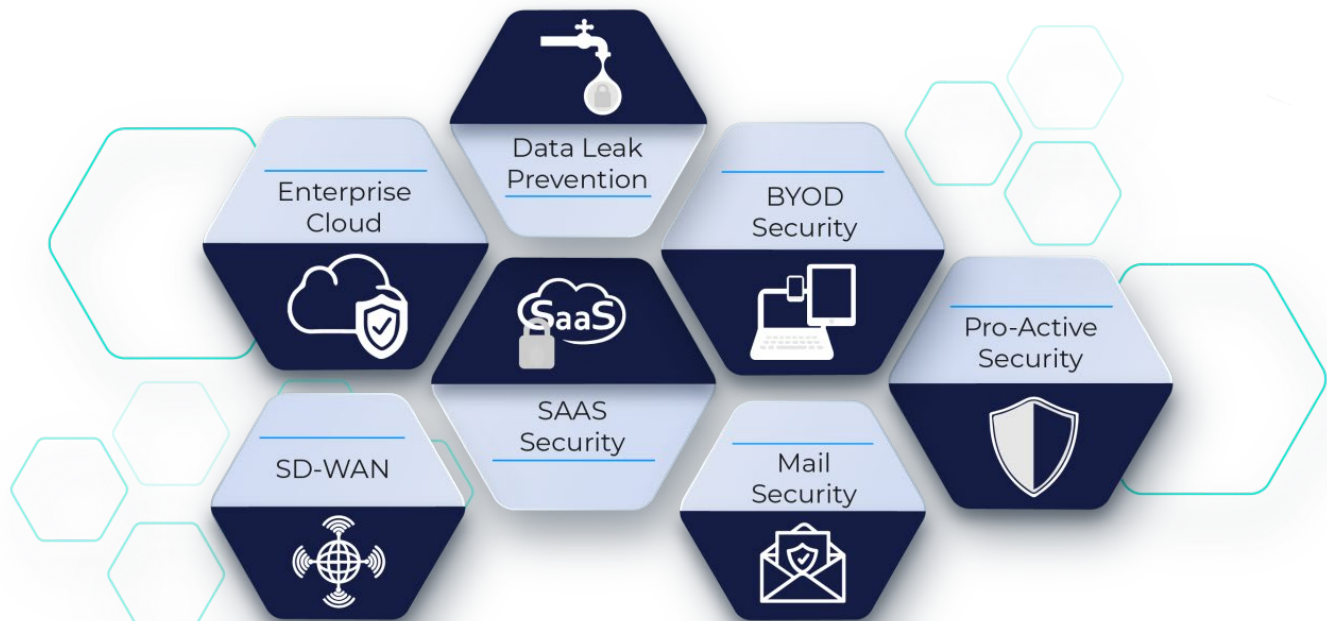 Data Leak
Prevention
Enterprise
Cloud
BYOD
Security
SaaS
Pro-Active
Security
SAAS
Security
SD-WAN
Mail
Security